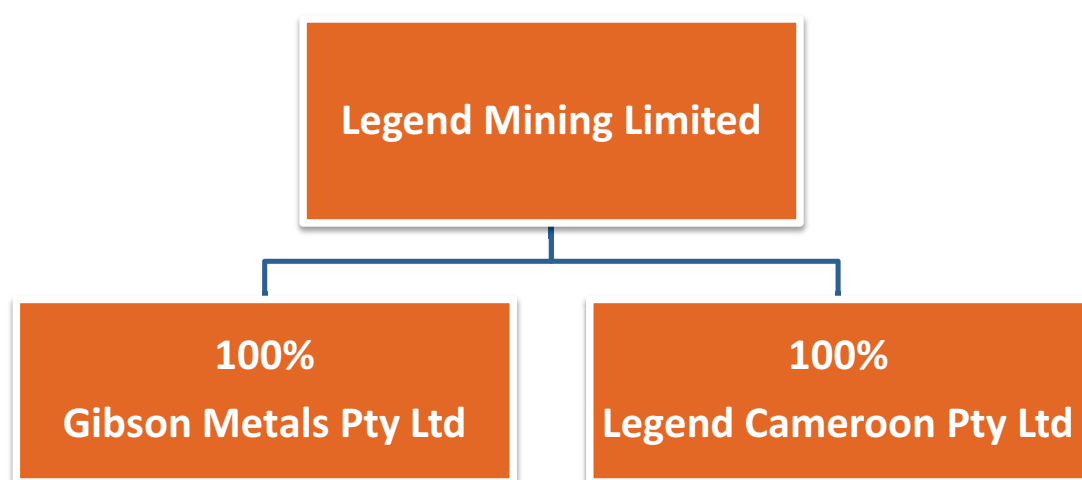 Legend Mining Limited
100%
Gibson Metals Pty Ltd
100%
Legend Cameroon Pty Ltd